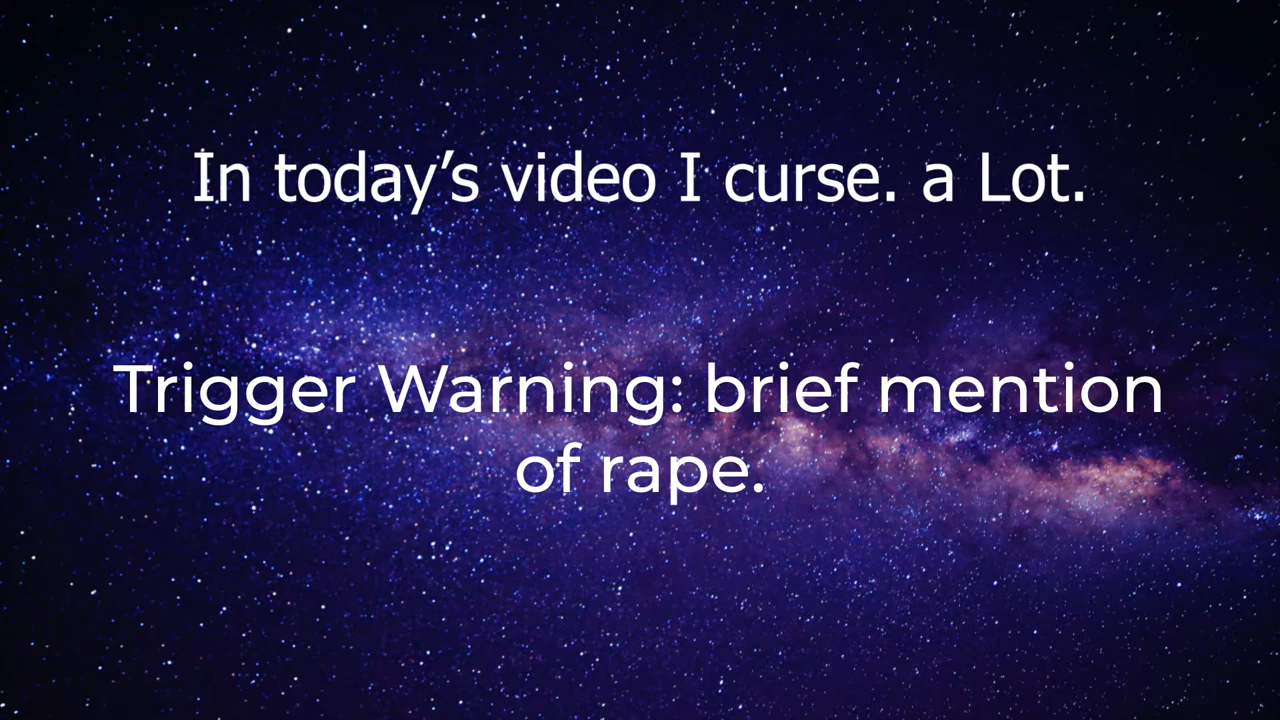 In today’s video I curse. a Lot.
Trigger Warning: brief mention
of rape.